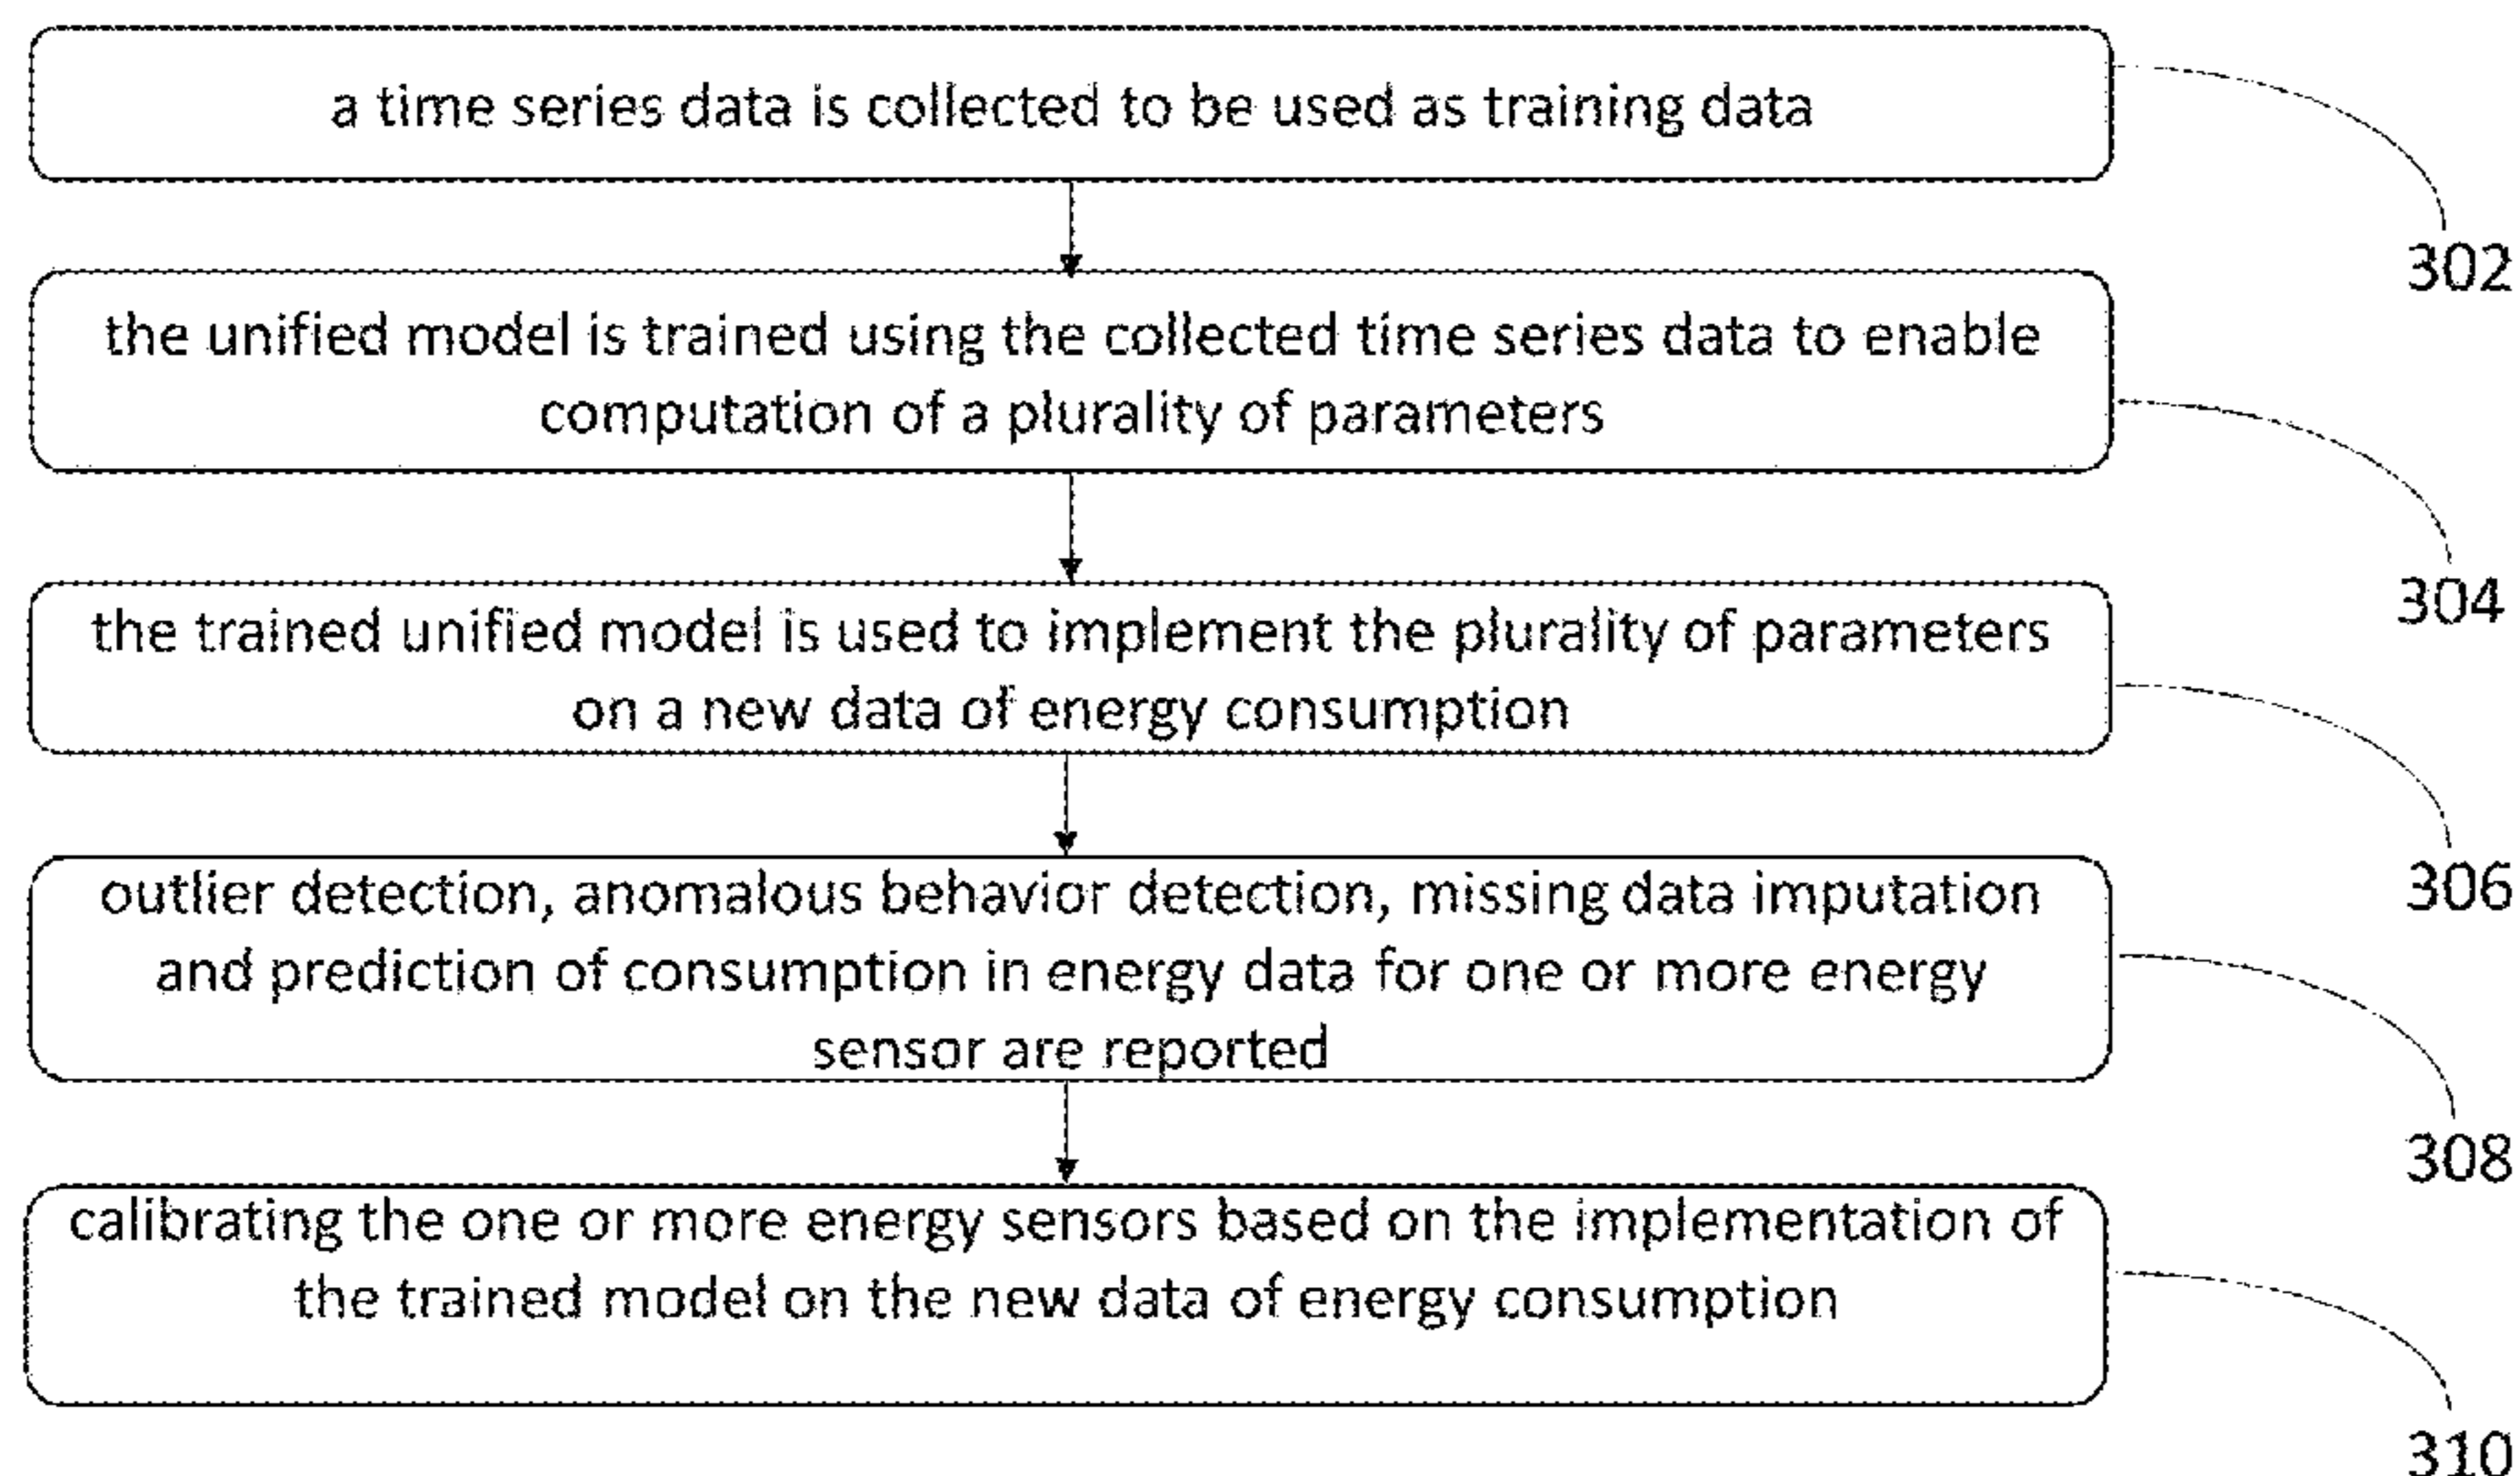 a time series data is collected to be used as training data
302
the unified model is trained using the collected time series data to enable
computation of a plurality of parameters
304
the trained unified model is used to implement the plurality of parameters
on a new data of energy consumption
306
outlier detection, anomalous behavior detection, missing data imputation
and prediction of consumption in energy data for one or more energy
sensor are reported
308
calibrating the one or more energy sensors based on the implementation of
the trained model on the new data of energy consumption
310